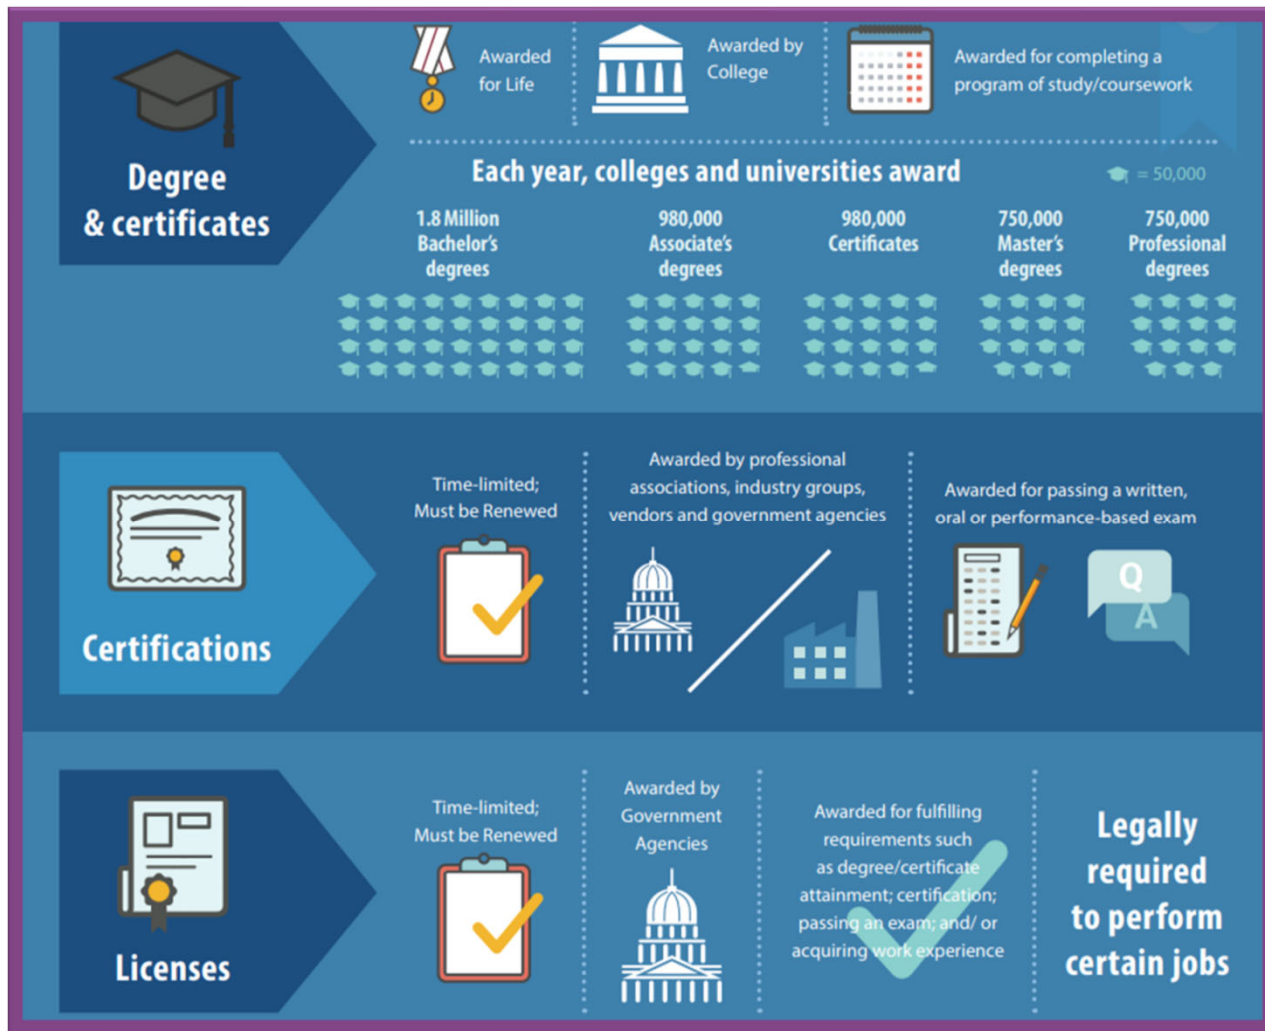 Degree
& certificates
Awarded
for Life
Awarded by
College
Awarded for completing a
program of study/coursework
Each year, colleges and universities award
= 50,000
1.8 Million
Bachelor's
degrees
980,000
Associate's
degrees
980,000
Certificates
750,000
Master's
degrees
750,000
Professional
degrees
Certifications
Time-limited;
Must be Renewed
Awarded by professional
associations, industry groups,
vendors and government agencies
Awarded for passing a written,
oral or performance-based exam
Q
A
Licenses
Time-limited;
Must be Renewed
Awarded by
Government
Agencies
Awarded for fulfilling
requirements such
as degree/certificate
attainment; certification;
passing an exam; and/ or
acquiring work experience
Legally
required
to perform
certain jobs